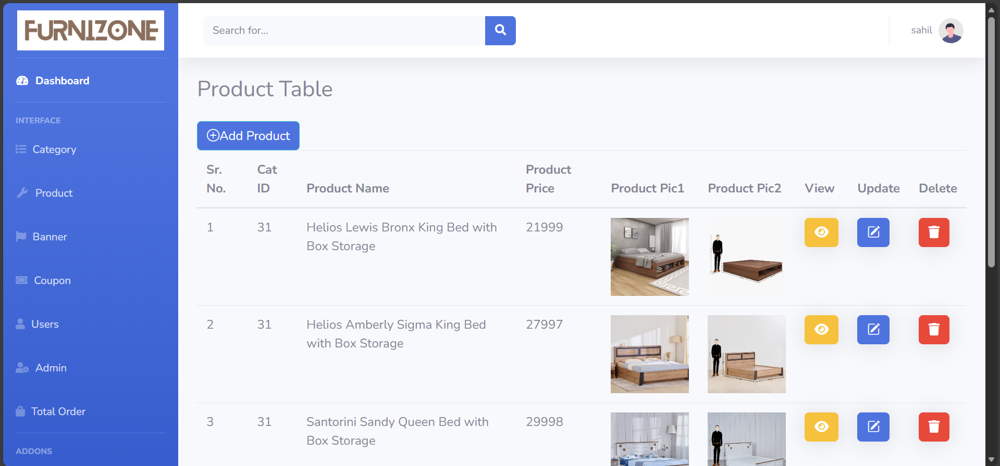 FURNIZONE
Search for...
sahil
Dashboard
INTERFACE
Category
Product
Banner
Coupon
Users
Admin
Total Order
ADDONS
Product Table
Add Product
Sr. No.
Cat ID
Product Name
Product Price
Product Pic1
Product Pic2
View
Update
Delete
1
31
Helios Lewis Bronx King Bed with
Box Storage
21999
2
31
Helios Amberly Sigma King Bed
with Box Storage
27997
3
31
Santorini Sandy Queen Bed with
Box Storage
29998